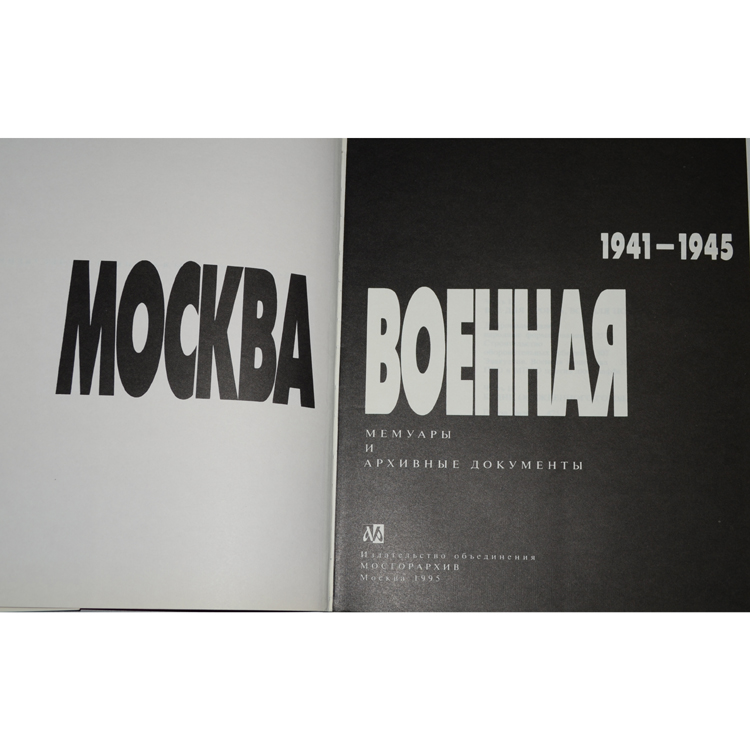 МОСКВА
1941–1945
ВОЕННАЯ
МЕМУАРЫ
И
АРХИВНЫЕ ДОКУМЕНТЫ
Издательство объединения
МОСГОРАРХИВ
Москва 1995